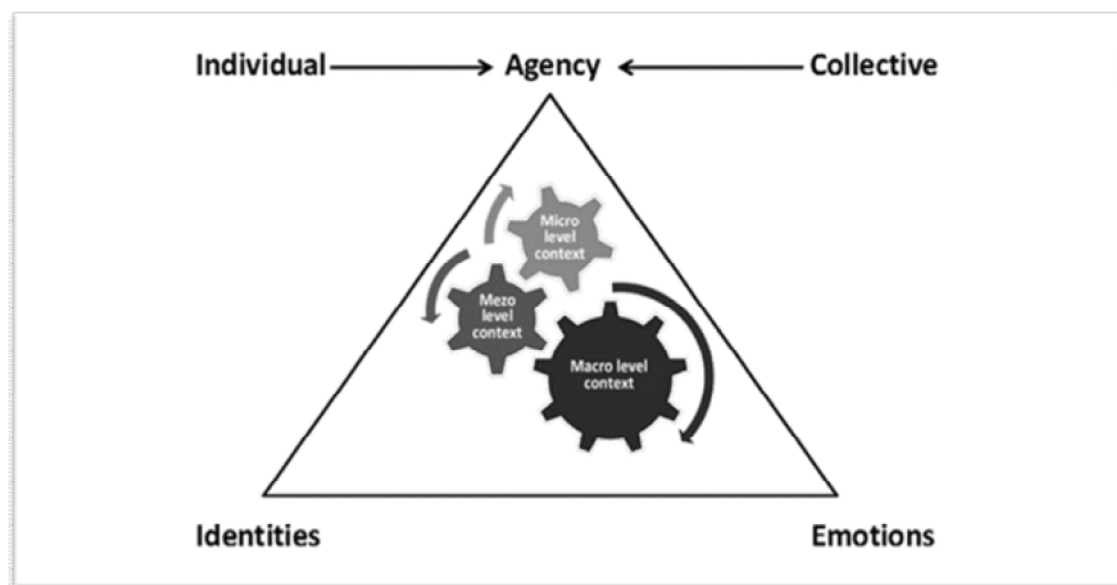 Individual Agency Collective
Micro
level
context
Mezo
level
context
Macro level
context
Identities Emotions